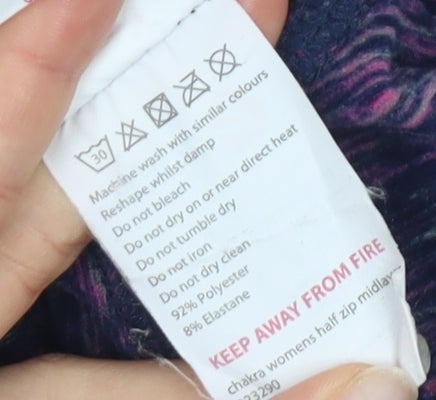 30
Machine wash with similar colours
Reshape whilst damp
Do not bleach
Do not dry on or near direct heat
Do not tumble dry
Do not iron
Do not dry clean
92% Polyester
8% Elastane
KEEP AWAY FROM FIRE
chakra womens half zip midlay
23290